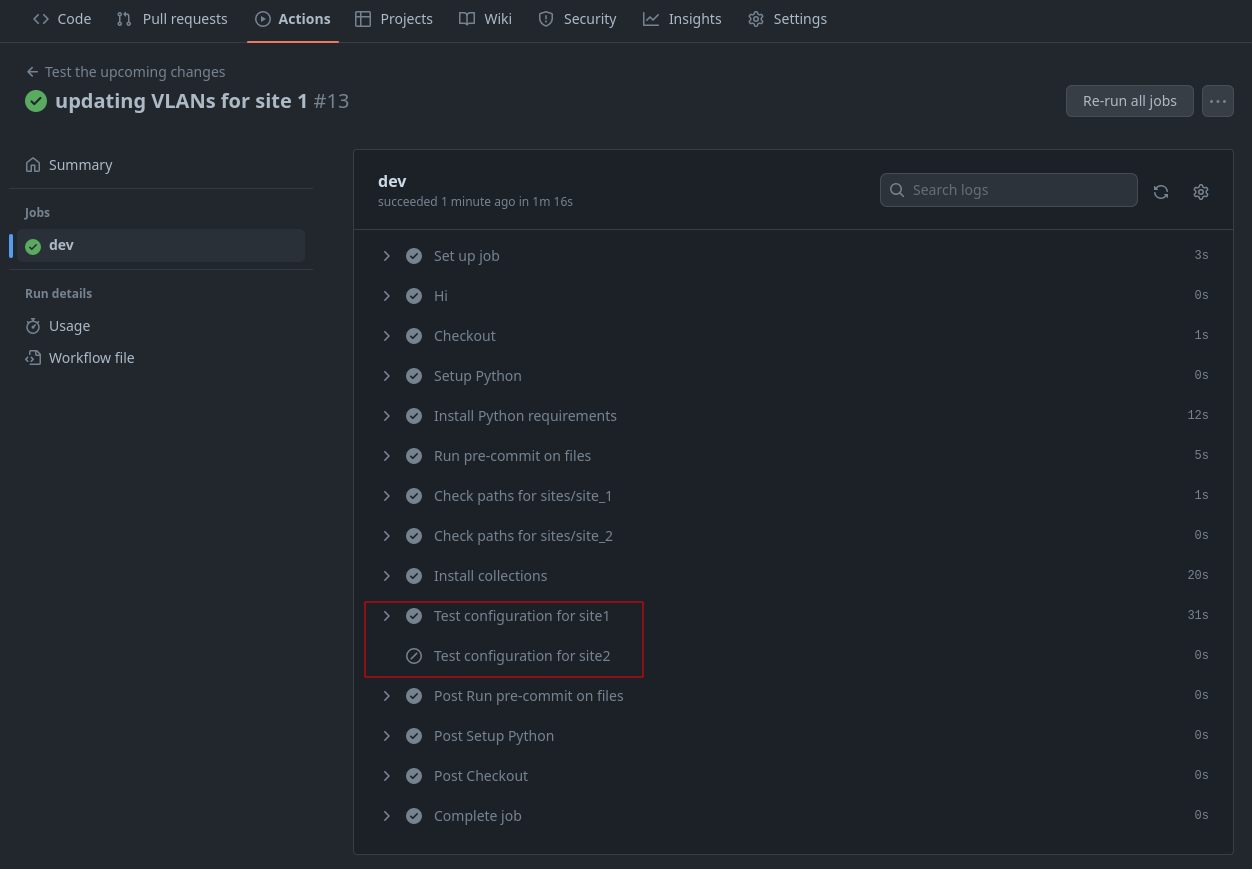 Code Pull requests Actions Projects Wiki Security Insights Settings
Test the upcoming changes
updating VLANs for site 1 #13
Re-run all jobs
Summary
Jobs
dev
Run details
Usage
Workflow file
dev
succeeded 1 minute ago in 1m 16s
Search logs
Set up job 3s
Hi 0s
Checkout 1s
Setup Python 0s
Install Python requirements 12s
Run pre-commit on files 5s
Check paths for sites/site_1 1s
Check paths for sites/site_2 0s
Install collections 20s
Test configuration for site1 31s
Test configuration for site2 0s
Post Run pre-commit on files 0s
Post Setup Python 0s
Post Checkout 0s
Complete job 0s